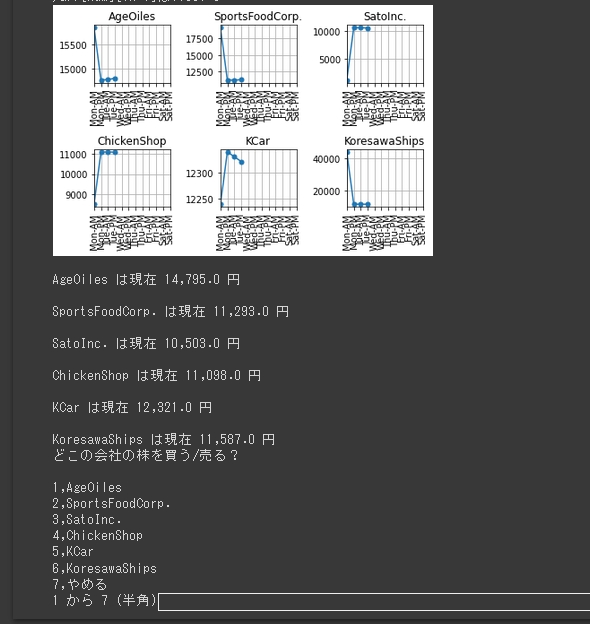 AgeOiles SportsFoodCorp. SatoInc.
15500
15000
17500
15000
12500
10000
5000
Mon-AM Mon-PM Tue-AM Tue-PM Wed-AM Wed-PM Thu-AM Thu-PM Fri-AM Fri-PM Sat-AM Sat-PM
Mon-AM Mon-PM Tue-AM Tue-PM Wed-AM Wed-PM Thu-AM Thu-PM Fri-AM Fri-PM Sat-AM Sat-PM
Mon-AM Mon-PM Tue-AM Tue-PM Wed-AM Wed-PM Thu-AM Thu-PM Fri-AM Fri-PM Sat-AM Sat-PM
ChickenShop KCar KoresawaShips
11000
10000
9000
12300
12250
40000
20000
Mon-AM Mon-PM Tue-AM Tue-PM Wed-AM Wed-PM Thu-AM Thu-PM Fri-AM Fri-PM Sat-AM Sat-PM
Mon-AM Mon-PM Tue-AM Tue-PM Wed-AM Wed-PM Thu-AM Thu-PM Fri-AM Fri-PM Sat-AM Sat-PM
Mon-AM Mon-PM Tue-AM Tue-PM Wed-AM Wed-PM Thu-AM Thu-PM Fri-AM Fri-PM Sat-AM Sat-PM
AgeOiles は現在 14,795.0 円
SportsFoodCorp. は現在 11,293.0 円
SatoInc. は現在 10,503.0 円
ChickenShop は現在 11,098.0 円
KCar は現在 12,321.0 円
KoresawaShips は現在 11,587.0 円
どこの会社の株を買う/売る？
1,AgeOiles
2,SportsFoodCorp.
3,SatoInc.
4,ChickenShop
5,KCar
6,KoresawaShips
7,やめる
1 から 7 (半角)